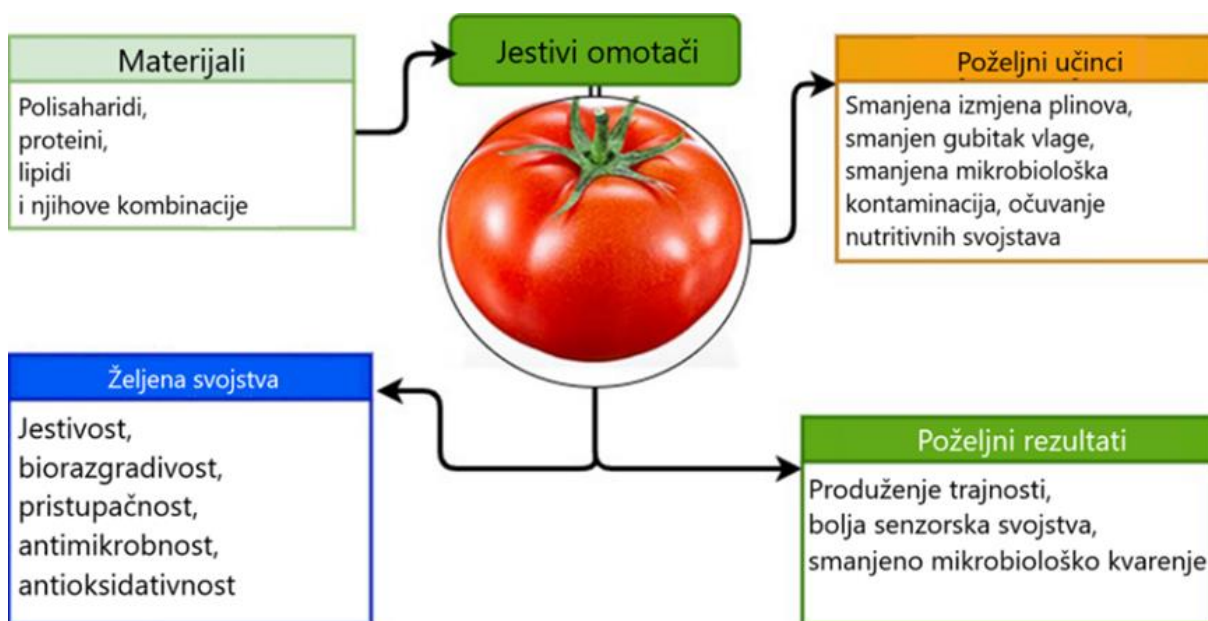 Materijali
Polisaharidi,
proteini,
lipidi
i njihove kombinacije
Jestivi omotači
Poželjni učinci
Smanjena izmjena plinova,
smanjen gubitak vlage,
smanjena mikrobiološka
kontaminacija, očuvanje
nutritivnih svojstava
Željena svojstva
Jestivost,
biorazgradivost,
pristupačnost,
antimikrobnost,
antioksidativnost
Poželjni rezultati
Produženje trajnosti,
bolja senzorska svojstva,
smanjeno mikrobiološko kvarenje